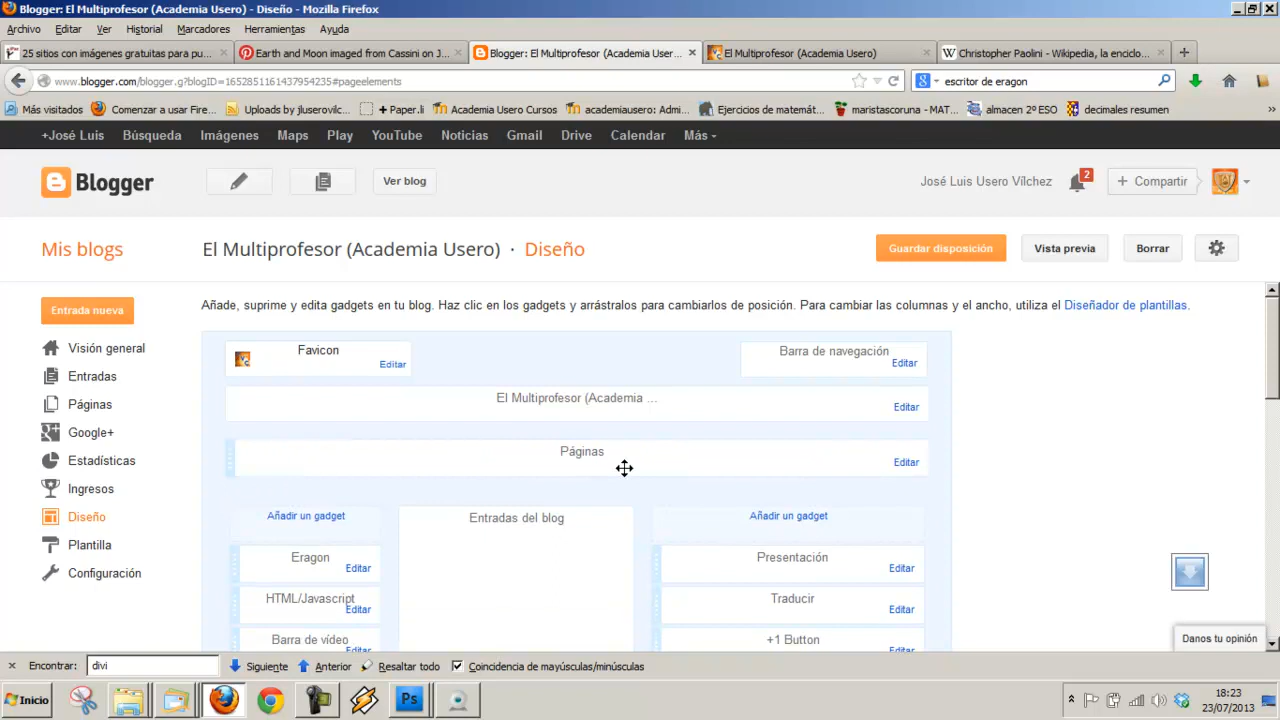 Blogger: El Multiprofesor (Academia Usero) - Diseño - Mozilla Firefox
Archivo Editar Ver Historial Marcadores Herramientas Ayuda
25 sitios con imágenes gratuitas para pu... Earth and Moon imaged from Cassini on J... Blogger: El Multiprofesor (Academia User... El Multiprofesor (Academia Usero) Christopher Paolini - Wikipedia, la enciclo...
www.blogger.com/blogger.g?blogID=1652851161437954235#pageelements escritor de eragon
Más visitados Comenzar a usar Fire... Uploads by jluserovilc... + Paper.li Academia Usero Cursos academiausero: Admi... Ejercicios de matemát... maristascoruna - MAT... almacen 2º ESO decimales resumen
+José Luis Búsqueda Imágenes Maps Play YouTube Noticias Gmail Drive Calendar Más
Blogger Ver blog José Luis Usero Vílchez 2 + Compartir
Mis blogs El Multiprofesor (Academia Usero) · Diseño Guardar disposición Vista previa Borrar
Entrada nueva
Visión general
Entradas
Páginas
Google+
Estadísticas
Ingresos
Diseño
Plantilla
Configuración
Añade, suprime y edita gadgets en tu blog. Haz clic en los gadgets y arrástralos para cambiarlos de posición. Para cambiar las columnas y el ancho, utiliza el Diseñador de plantillas.
Favicon Editar
Barra de navegación Editar
El Multiprofesor (Academia ... Editar
Páginas Editar
Añadir un gadget
Eragon Editar
HTML/Javascript Editar
Barra de vídeo Editar
Entradas del blog
Añadir un gadget
Presentación Editar
Traducir Editar
+1 Button Editar
Danos tu opinión
Encontrar: divi Siguiente Anterior Resaltar todo Coincidencia de mayúsculas/minúsculas
Inicio Ps 18:23
23/07/2013